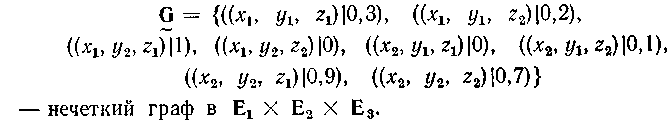 G = {((x₁, y₁, z₁)|0,3), ((x₁, y₁, z₂)|0,2),
((x₁, y₂, z₁)|1), ((x₁, y₂, z₂)|0), ((x₂, y₁, z₁)|0), ((x₂, y₁, z₂)|0,1),
((x₂, y₂, z₁)|0,9), ((x₂, y₂, z₂)|0,7)}
— нечеткий граф в E₁ × E₂ × E₃.